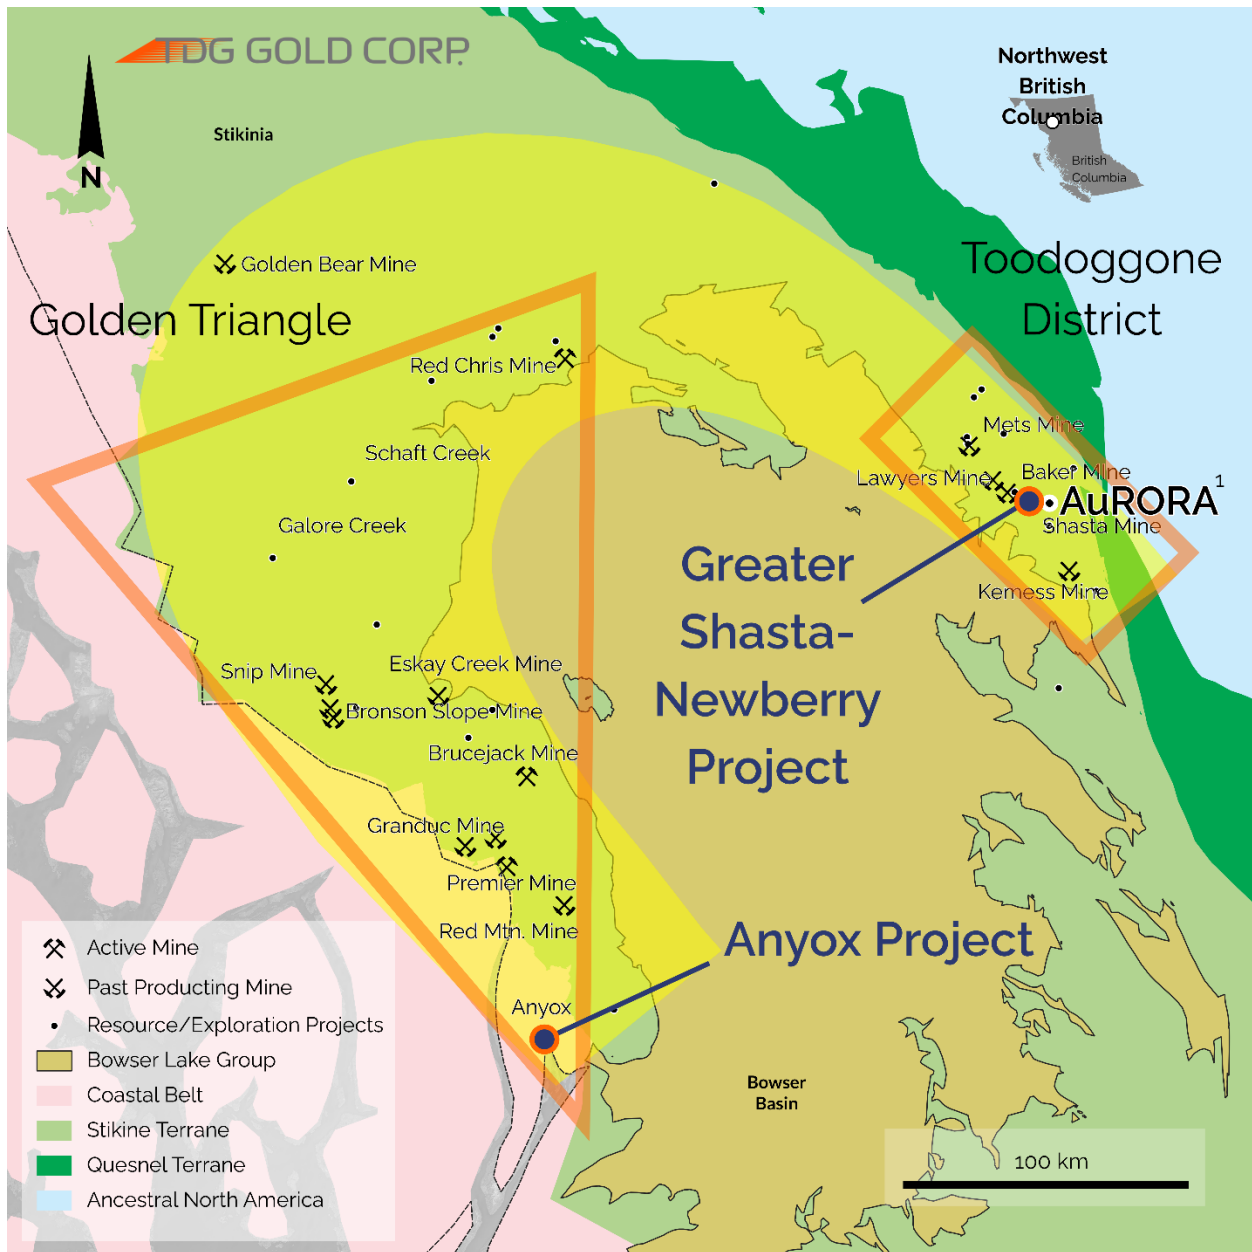 TDG GOLD CORP.
Northwest
British
Columbia
British
Columbia
N
Stikinia
Golden Bear Mine
Golden Triangle
Toodoggone
District
Red Chris Mine
Schaft Creek
Galore Creek
Mets Mine
Lawyers Mine
Baker Mine
AuRORA1
Shasta Mine
Kemess Mine
Greater
Shasta-
Newberry
Project
Snip Mine
Eskay Creek Mine
Bronson Slope Mine
Brucejack Mine
Granduc Mine
Premier Mine
Red Mtn. Mine
Anyox Project
Anyox
Bowser
Basin
Active Mine
Past Producting Mine
Resource/Exploration Projects
Bowser Lake Group
Coastal Belt
Stikine Terrane
Quesnel Terrane
Ancestral North America
100 km